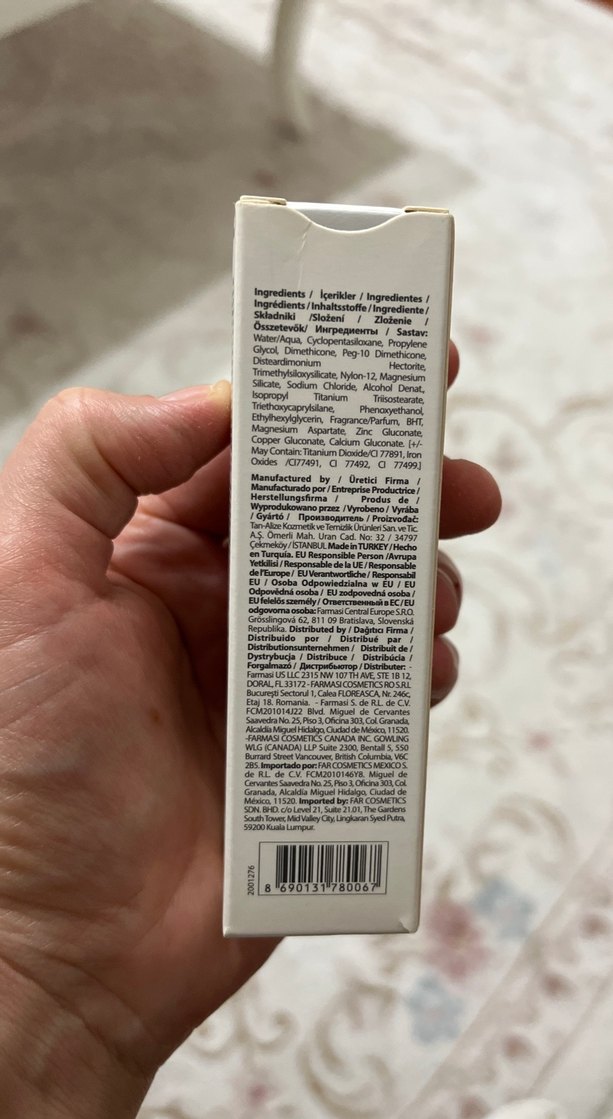 Ingredients / İçerikler / Ingredientes /
Ingrédients / Inhaltsstoffe / Ingrediente /
Składniki /Složení / Zloženie /
Összetevők/ Ингредиенты / Sastav:
Water/Aqua, Cyclopentasiloxane, Propylene
Glycol, Dimethicone, Peg-10 Dimethicone,
Disteardimonium Hectorite,
Trimethylsiloxysilicate, Nylon-12, Magnesium
Silicate, Sodium Chloride, Alcohol Denat.,
Isopropyl Titanium Triisostearate,
Triethoxycaprylsilane, Phenoxyethanol,
Ethylhexylglycerin, Fragrance/Parfum, BHT,
Magnesium Aspartate, Zinc Gluconate,
Copper Gluconate, Calcium Gluconate. [+/-
May Contain: Titanium Dioxide/CI 77891, Iron
Oxides /CI77491, CI 77492, CI 77499.]
Manufactured by / Üretici Firma /
Manufacturado por / Entreprise Productrice /
Herstellungsfirma / Produs de /
Wyprodukowano przez /Vyrobeno / Vyrába
/ Gyártó / Производитель / Proizvođač:
Tan-Alize Kozmetik ve Temizlik Ürünleri San. ve Tic.
A.Ş. Ömerli Mah. Uran Cad. No: 32 / 34797
Çekmeköy / İSTANBUL Made in TURKEY / Hecho
en Turquía. EU Responsible Person /Avrupa
Yetkilisi / Responsable de la UE / Responsable
de l'Europe / EU Verantwortliche / Responsabil
EU / Osoba Odpowiedzialna w EU / EU
Odpovědná osoba / EU zodpovedná osoba /
EU felelős személy / Ответственный в ЕС / EU
odgovorna osoba: Farmasi Central Europe S.R.O.
Grösslingová 62, 811 09 Bratislava, Slovenská
Republika. Distributed by / Dağıtıcı Firma /
Distribuido por / Distribué par /
Distributionsunternehmen / Distribuit de /
Dystrybucja / Distribuce / Distribúcia /
Forgalmazó / Дистрибьютор / Distributer: -
Farmasi US LLC 2315 NW 107 TH AVE, STE 1B 12,
DORAL, FL 33172 - FARMASI COSMETICS RO S.R.L
Bucureşti Sectorul 1, Calea FLOREASCA, Nr. 246c,
Etaj 18. Romania. - Farmasi S. de R.L. de C.V.
FCM201014J22 Blvd. Miguel de Cervantes
Saavedra No. 25, Piso 3, Oficina 303, Col. Granada,
Alcaldía Miguel Hidalgo, Ciudad de México, 11520.
-FARMASI COSMETICS CANADA INC. GOWLING
WLG (CANADA) LLP Suite 2300, Bentall 5, 550
Burrard Street Vancouver, British Columbia, V6C
2B5. Importado por: FAR COSMETICS MEXICO S.
de R.L. de C.V. FCM2010146Y8. Miguel de
Cervantes Saavedra No. 25, Piso 3, Oficina 303, Col.
Granada, Alcaldía Miguel Hidalgo, Ciudad de
México, 11520. Imported by: FAR COSMETICS
SDN. BHD. c/o Level 21, Suite 21.01, The Gardens
South Tower, Mid Valley City, Lingkaran Syed Putra,
59200 Kuala Lumpur.
2001276
8 690131 780067